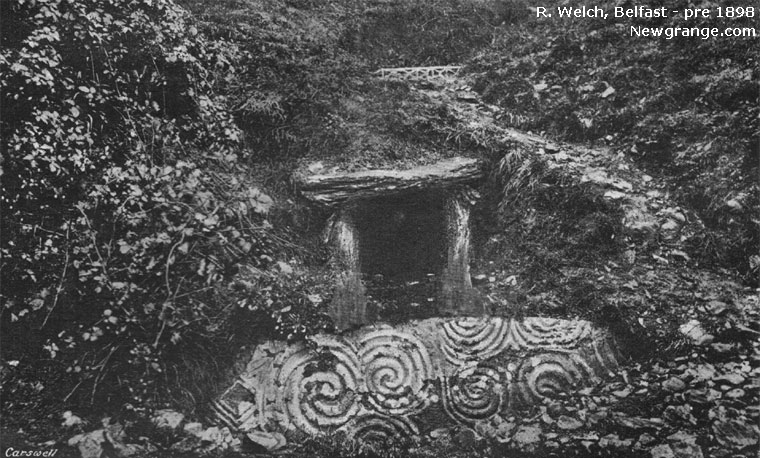 R. Welch, Belfast - pre 1898
Newgrange.com
Carswell